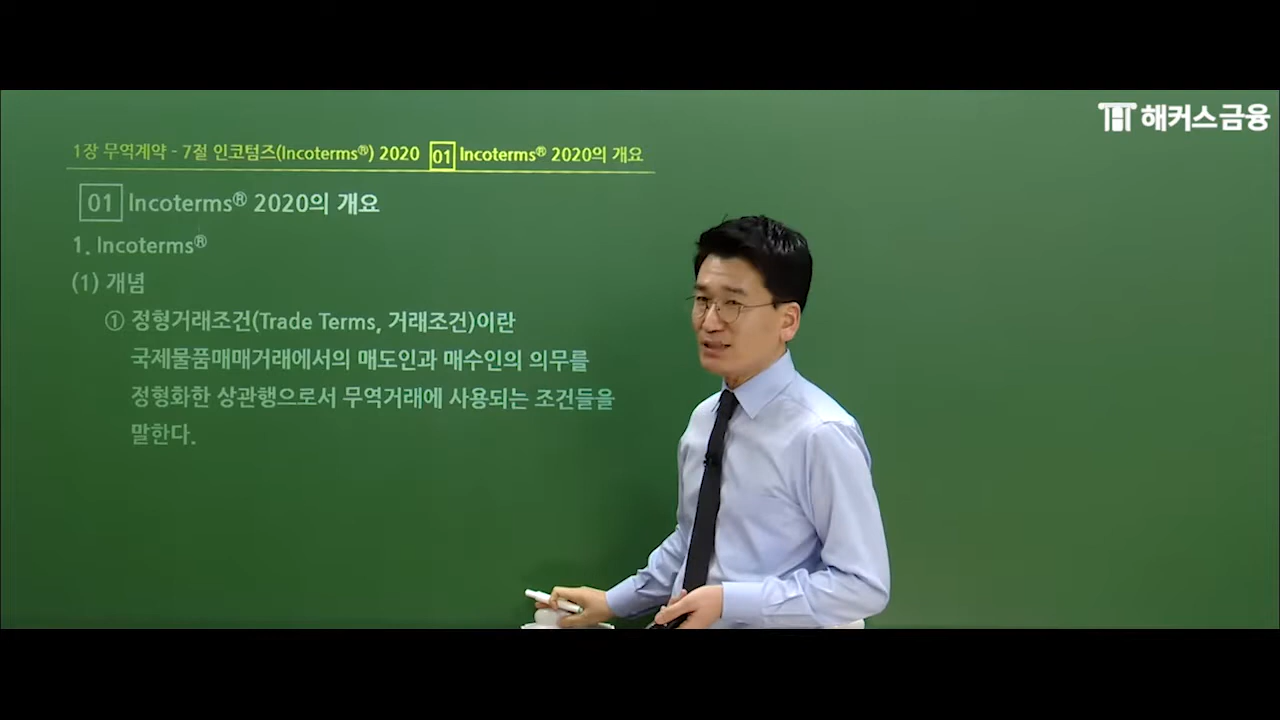 해커스금융
1장 무역계약 - 7절 인코텀즈(Incoterms®) 2020 01 Incoterms® 2020의 개요
01 Incoterms® 2020의 개요
1. Incoterms®
(1) 개념
① 정형거래조건(Trade Terms, 거래조건)이란
국제물품매매거래에서의 매도인과 매수인의 의무를
정형화한 상관행으로서 무역거래에 사용되는 조건들을
말한다.